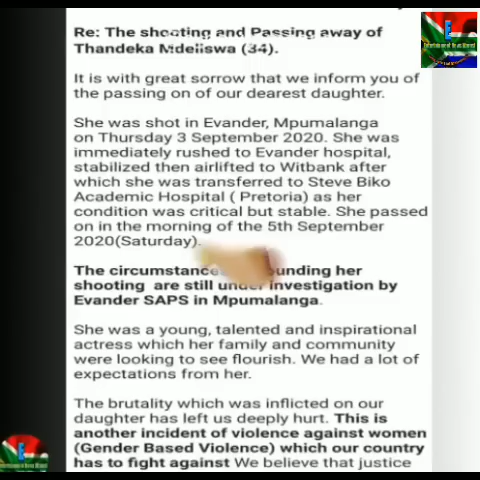 Re: The shooting and Passing away of
Thandeka Mdeliswa (34).
It is with great sorrow that we inform you of
the passing on of our dearest daughter.
She was shot in Evander, Mpumalanga
on Thursday 3 September 2020. She was
immediately rushed to Evander hospital,
stabilized then airlifted to Witbank after
which she was transferred to Steve Biko
Academic Hospital ( Pretoria) as her
condition was critical but stable. She passed
on in the morning of the 5th September
2020(Saturday).
The
her
shooting are still under investigation by
Evander SAPS in Mpumalanga.
She was a young, talented and inspirational
actress which her family and community
were looking to see flourish. We had a lot of
expectations from her.
The brutality which was inflicted on our
daughter has left us deeply hurt. This is
another incident of violence against women
(Gender Based Violence) which our country
has to fight against We believe that justice